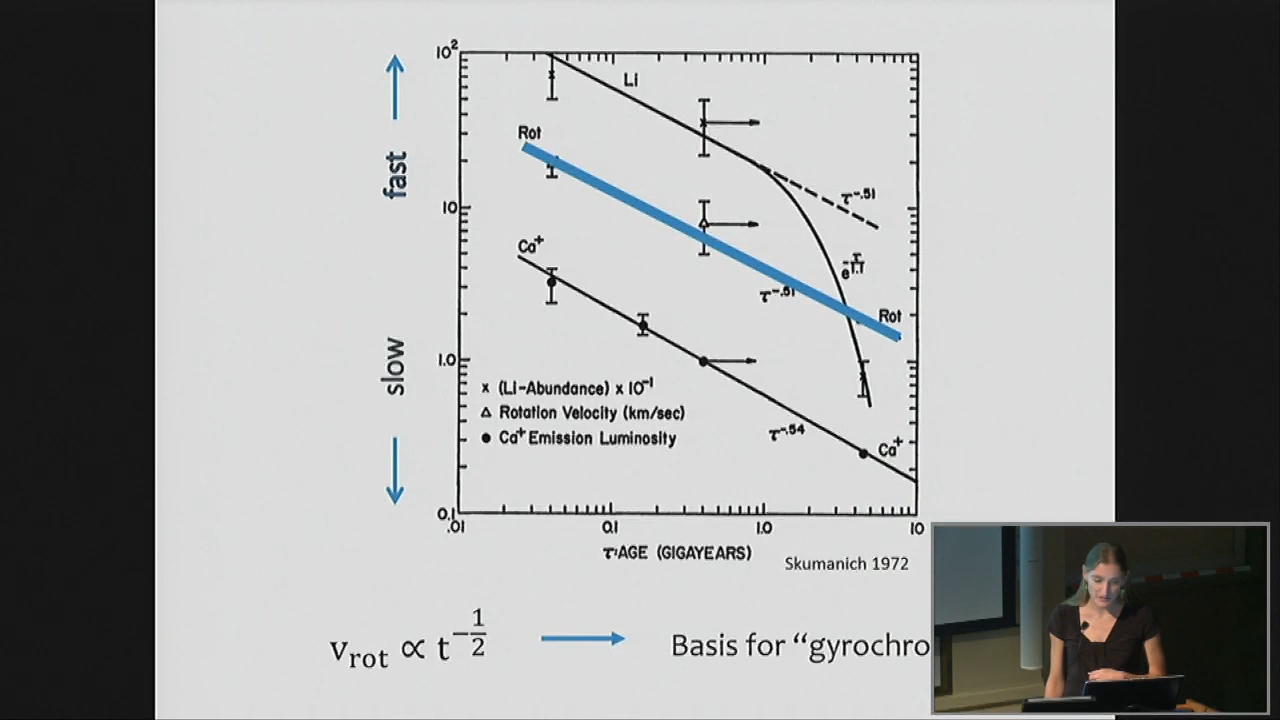 10²
Li
fast
Rot
τ-.51
10
Ca⁺
e-τ/1.1
τ-.51
Rot
slow
1.0
x (Li-Abundance) x 10⁻¹
△ Rotation Velocity (km/sec)
● Ca⁺ Emission Luminosity
τ-.54
Ca⁺
0.1
.01 0.1 1.0 10
τ:AGE (GIGAYEARS)
Skumanich 1972
v_rot ∝ t^-1/2
Basis for “gyrochro